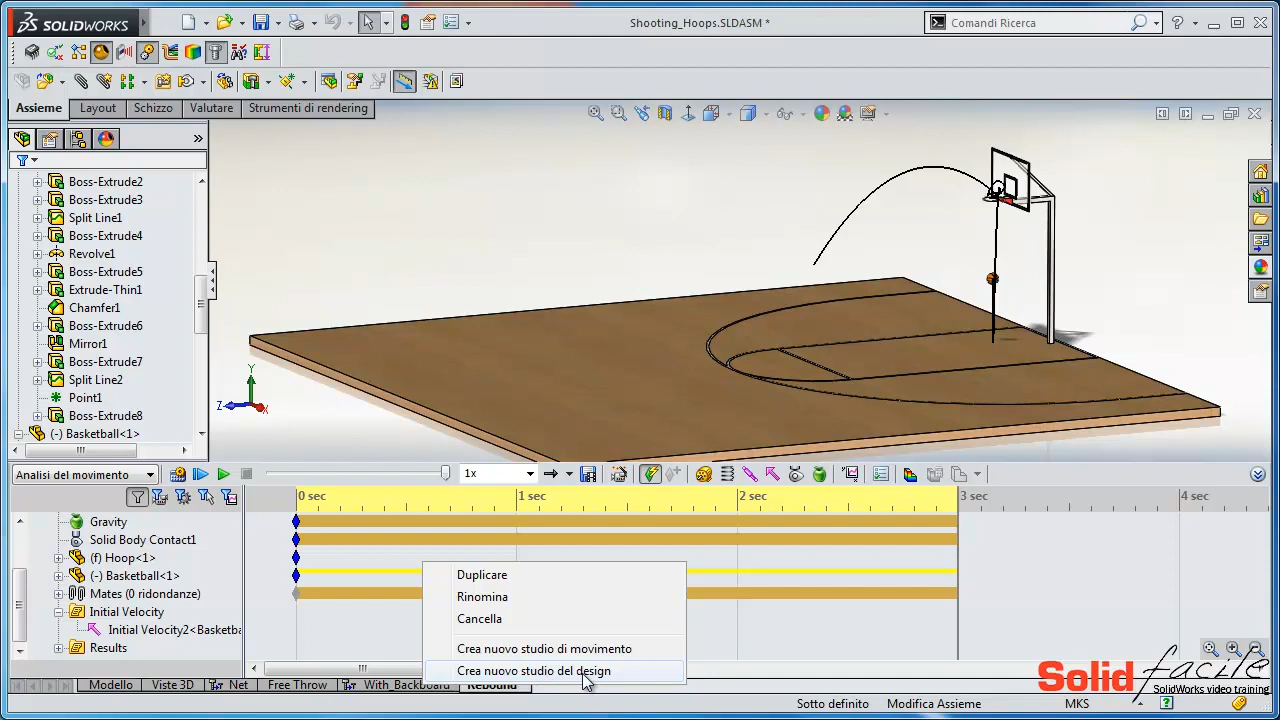 SOLIDWORKS
Shooting_Hoops.SLDASM *
Comandi Ricerca
Assieme
Layout
Schizzo
Valutare
Strumenti di rendering
Boss-Extrude2
Boss-Extrude3
Split Line1
Boss-Extrude4
Revolve1
Boss-Extrude5
Extrude-Thin1
Chamfer1
Boss-Extrude6
Mirror1
Boss-Extrude7
Split Line2
Point1
Boss-Extrude8
(-) Basketball<1>
Y
Z
X
Analisi del movimento
1x
0 sec
1 sec
2 sec
3 sec
4 sec
Gravity
Solid Body Contact1
(f) Hoop<1>
(-) Basketball<1>
Mates (0 ridondanze)
Initial Velocity
Initial Velocity2<Basketba
Results
Duplicare
Rinomina
Cancella
Crea nuovo studio di movimento
Crea nuovo studio del design
Modello
Viste 3D
Net
Free Throw
With_Backboard
Rebound
Solid facile
SolidWorks video training
Sotto definito
Modifica Assieme
MKS